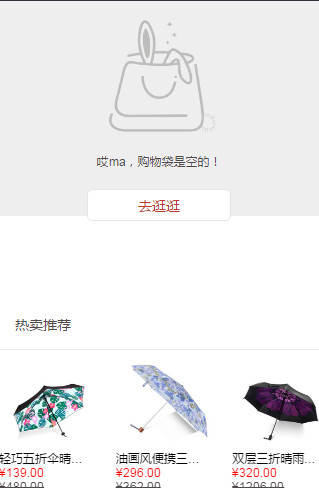 哎ma，购物袋是空的！
去逛逛
热卖推荐
轻巧五折伞晴... 油画风便携三... 双层三折晴雨...
¥139.00 ¥296.00 ¥320.00
¥480.00 ¥362.00 ¥1206.00